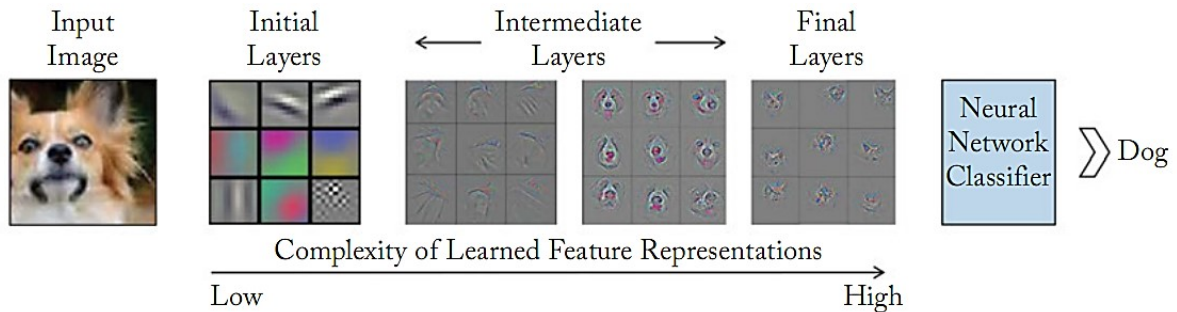 Input
Image
Initial
Layers
Intermediate
Layers
Final
Layers
Neural
Network
Classifier
Dog
Complexity of Learned Feature Representations
Low
High